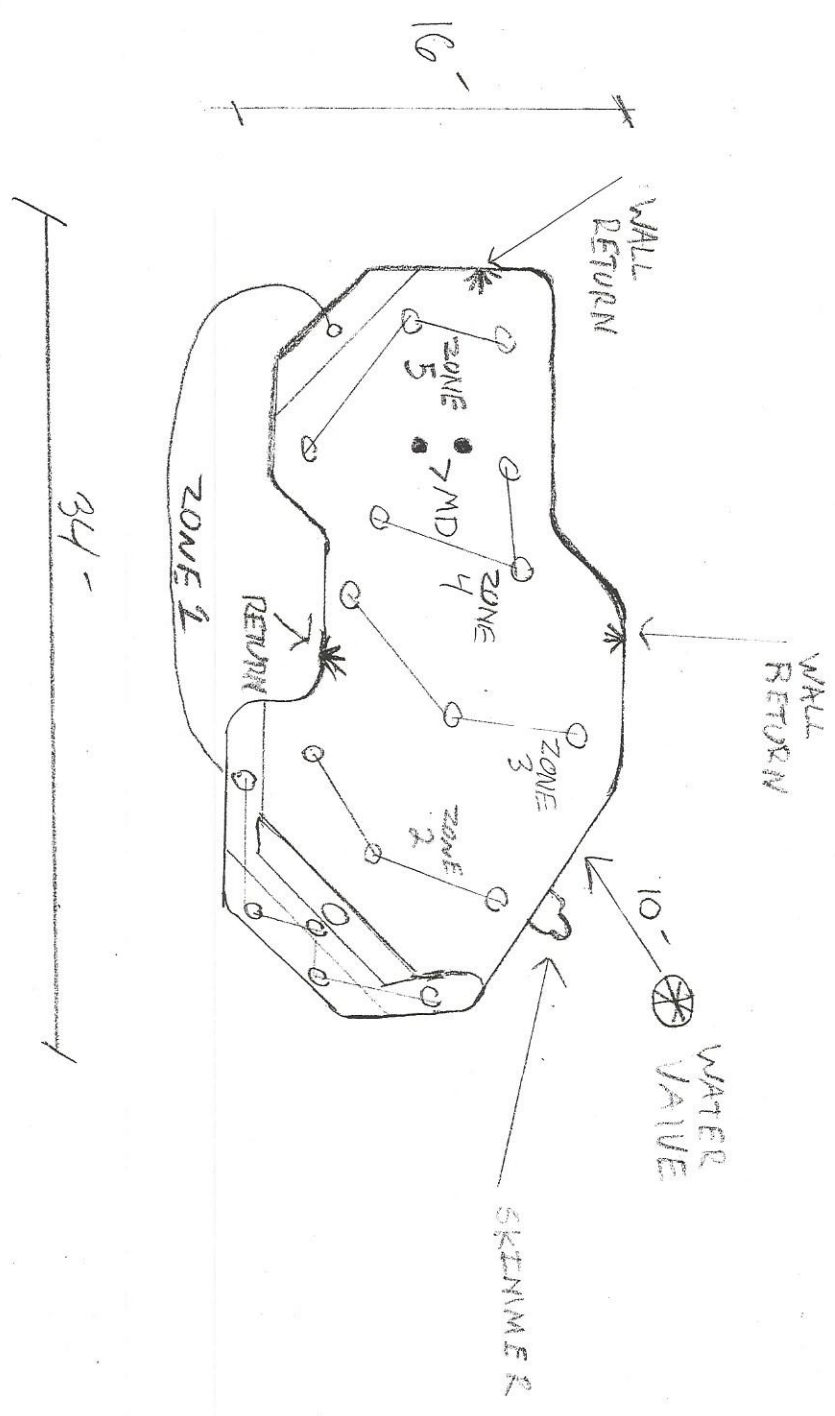 WALL
RETURN
WATER
VALVE
10'
WALL
RETURN
SKIMMER
ZONE
5
>MD
ZONE
4
ZONE
3
ZONE
2
16'
RETURN
ZONE 1
34'